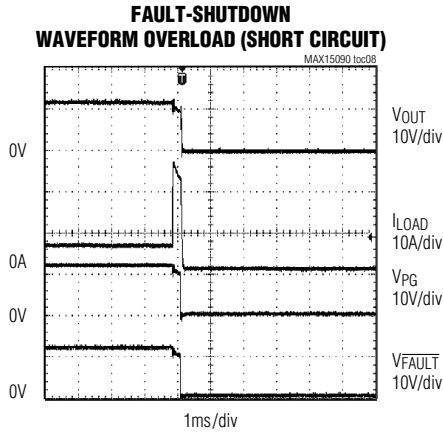 FAULT-SHUTDOWN
WAVEFORM OVERLOAD (SHORT CIRCUIT)
MAX15090 toc08
T
0V
VOUT
10V/div
0A
ILOAD
10A/div
0V
VPG
10V/div
0V
VFAULT
10V/div
1ms/div